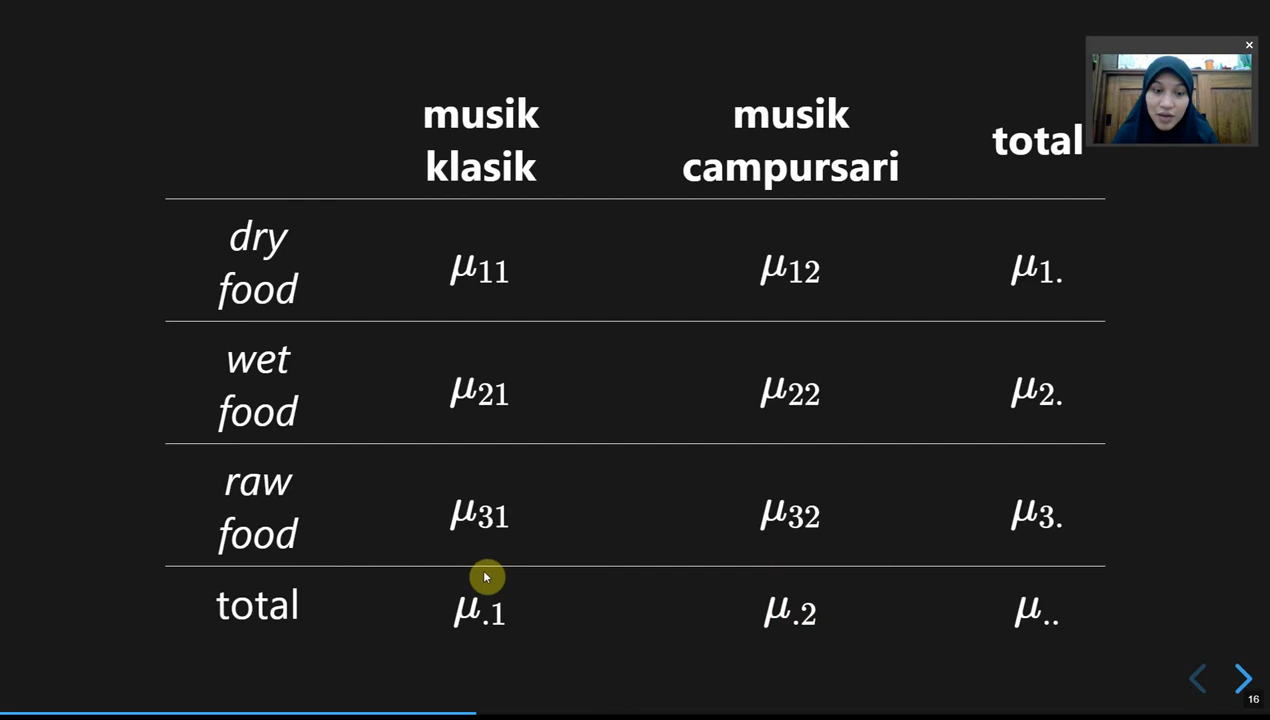 musik klasik musik campursari total
dry food μ₁₁ μ₁₂ μ₁.
wet food μ₂₁ μ₂₂ μ₂.
raw food μ₃₁ μ₃₂ μ₃.
total μ.₁ μ.₂ μ..
16